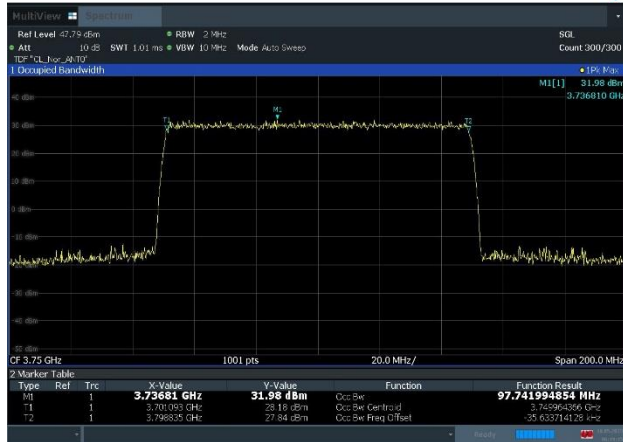 MultiView Spectrum
Ref Level 47.79 dBm RBW 2 MHz SGL
Att 10 dB SWT 1.01 ms VBW 10 MHz Mode Auto Sweep Count 300/300
TDF "CL_Nor_ANT0"
1 Occupied Bandwidth 1Pk Max
M1[1] 31.98 dBm
3.736810 GHz
40 dBm
M1
T1 T2
30 dBm
20 dBm
10 dBm
0 dBm
-10 dBm
-20 dBm
-30 dBm
-40 dBm
-50 dBm
CF 3.75 GHz 1001 pts 20.0 MHz/ Span 200.0 MHz
2 Marker Table
Type Ref Trc X-Value Y-Value Function Function Result
M1 1 3.73681 GHz 31.98 dBm Occ Bw 97.741994854 MHz
T1 1 3.701093 GHz 28.18 dBm Occ Bw Centroid 3.749964366 GHz
T2 1 3.798835 GHz 27.84 dBm Occ Bw Freq Offset -35.633714128 kHz
Ready